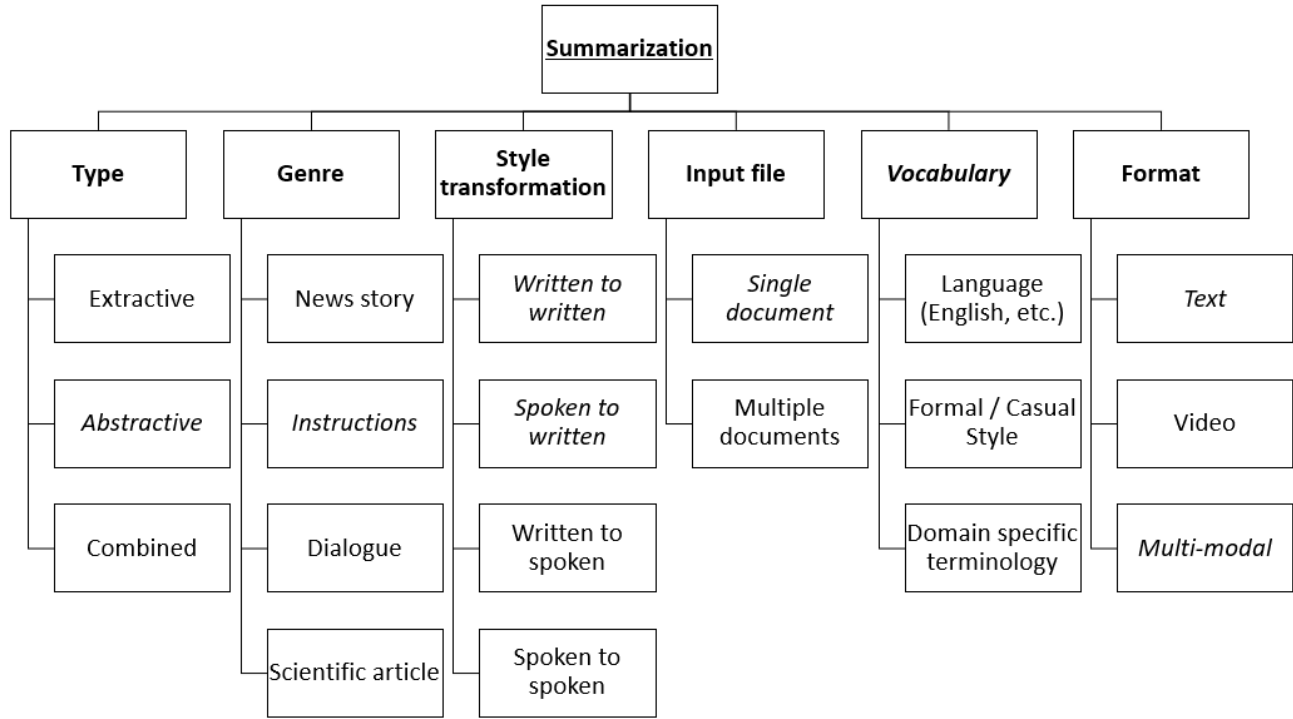 Summarization
Type
Genre
Style
transformation
Input file
Vocabulary
Format
Extractive
News story
Written to
written
Single
document
Language
(English, etc.)
Text
Abstractive
Instructions
Spoken to
written
Multiple
documents
Formal / Casual
Style
Video
Combined
Dialogue
Written to
spoken
Domain specific
terminology
Multi-modal
Scientific article
Spoken to
spoken